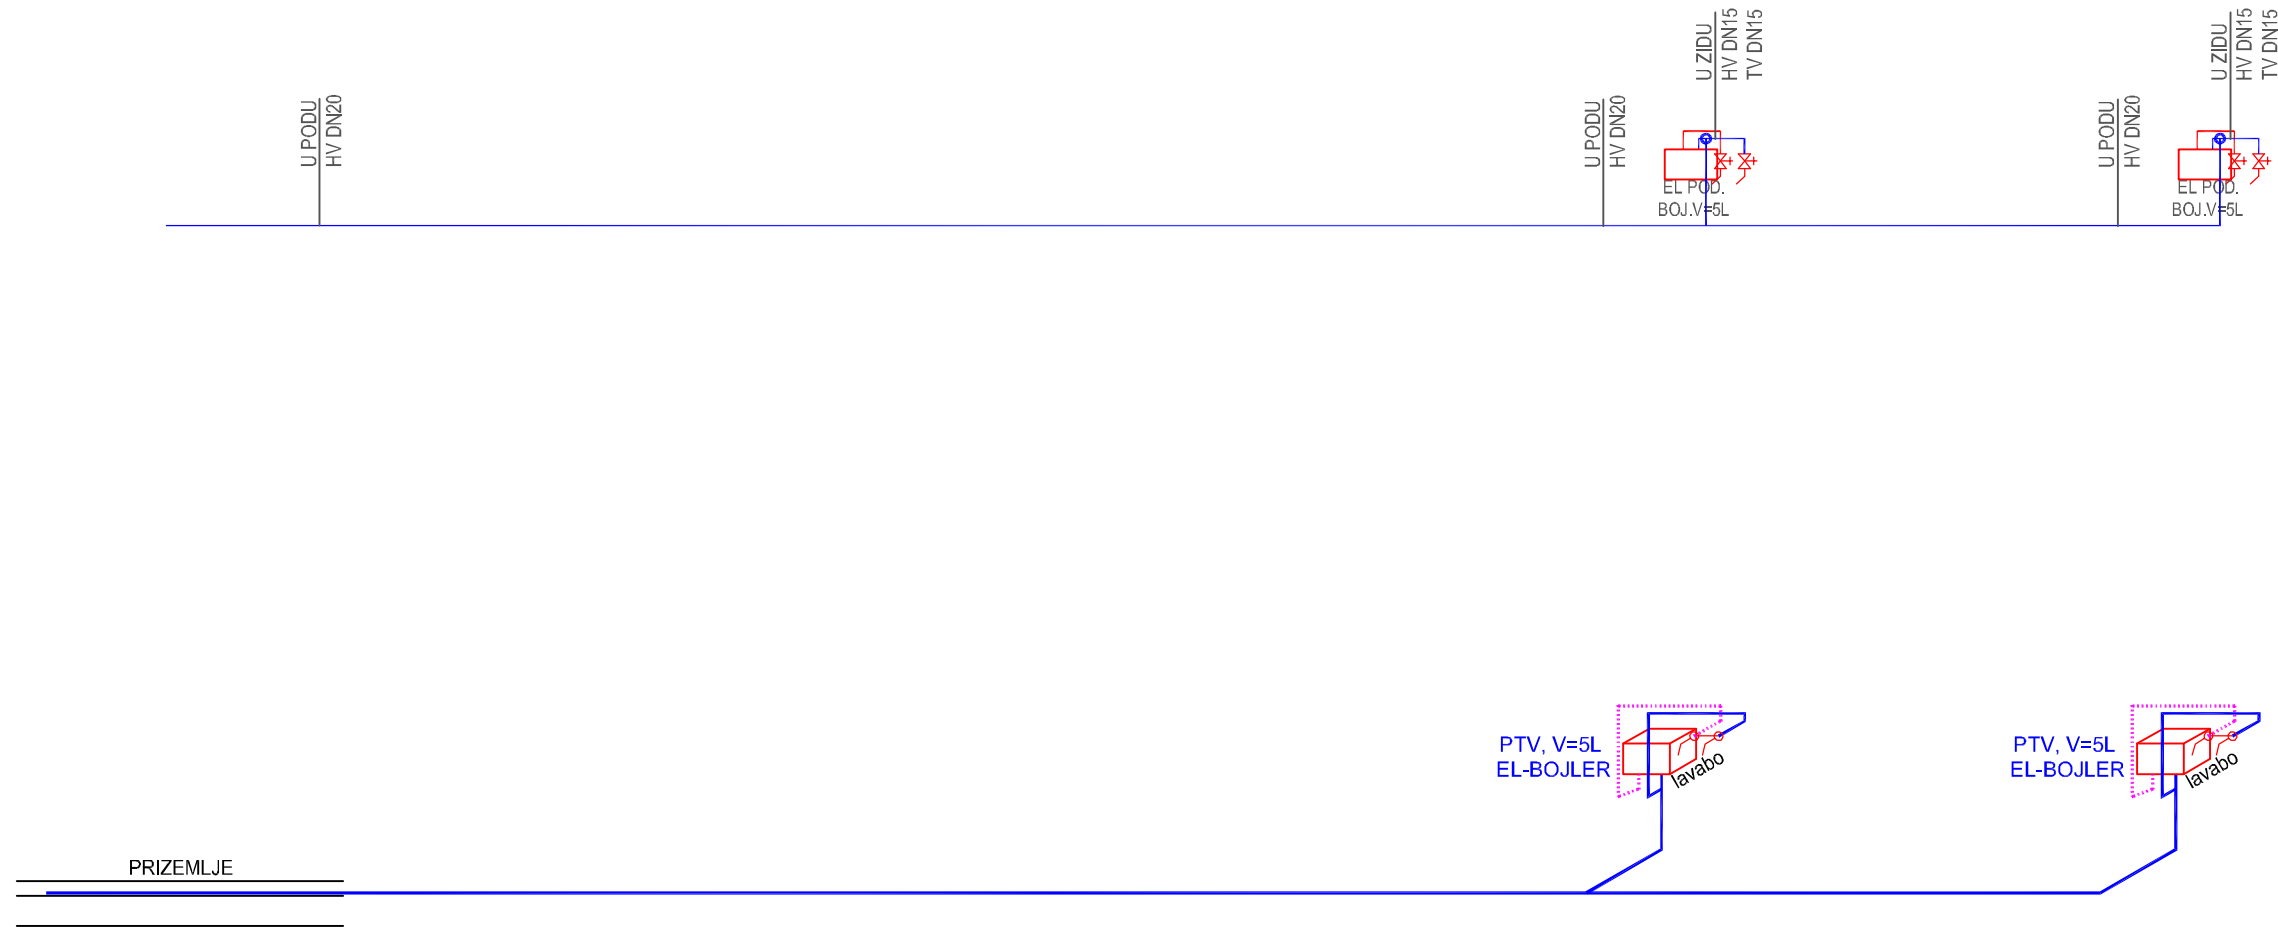 U PODU
HV DN20
U PODU
HV DN20
U ZIDU
HV DN15
TV DN15
EL POD.
BOJ.V=5L
U PODU
HV DN20
U ZIDU
HV DN15
TV DN15
EL POD.
BOJ.V=5L
PTV, V=5L
EL-BOJLER
lavabo
PTV, V=5L
EL-BOJLER
lavabo
PRIZEMLJE